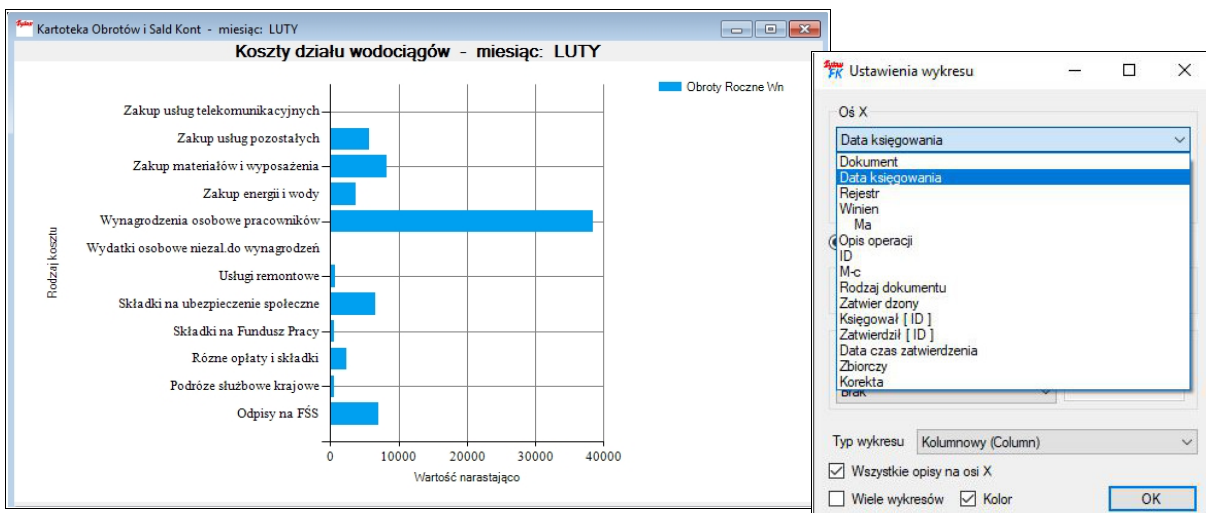 Kartoteka Obrotów i Sald Kont - miesiąc: LUTY
Koszty działu wodociągów - miesiąc: LUTY
Obroty Roczne Wn
Zakup usług telekomunikacyjnych
Zakup usług pozostałych
Zakup materiałów i wyposażenia
Zakup energii i wody
Wynagrodzenia osobowe pracowników
Wydatki osobowe niezal.do wynagrodzeń
Usługi remontowe
Składki na ubezpieczenie społeczne
Składki na Fundusz Pracy
Rózne opłaty i składki
Podróze służbowe krajowe
Odpisy na FŚS
Rodzaj kosztu
0 10000 20000 30000 40000
Wartość narastająco
FK Ustawienia wykresu
Oś X
Data księgowania
Dokument
Data księgowania
Rejestr
Winien
Ma
Opis operacji
ID
M-c
Rodzaj dokumentu
Zatwier dzony
Księgował [ ID ]
Zatwierdził [ ID ]
Data czas zatwierdzenia
Zbiorczy
Korekta
Brak
Typ wykresu Kolumnowy (Column)
Wszystkie opisy na osi X
Wiele wykresów Kolor OK